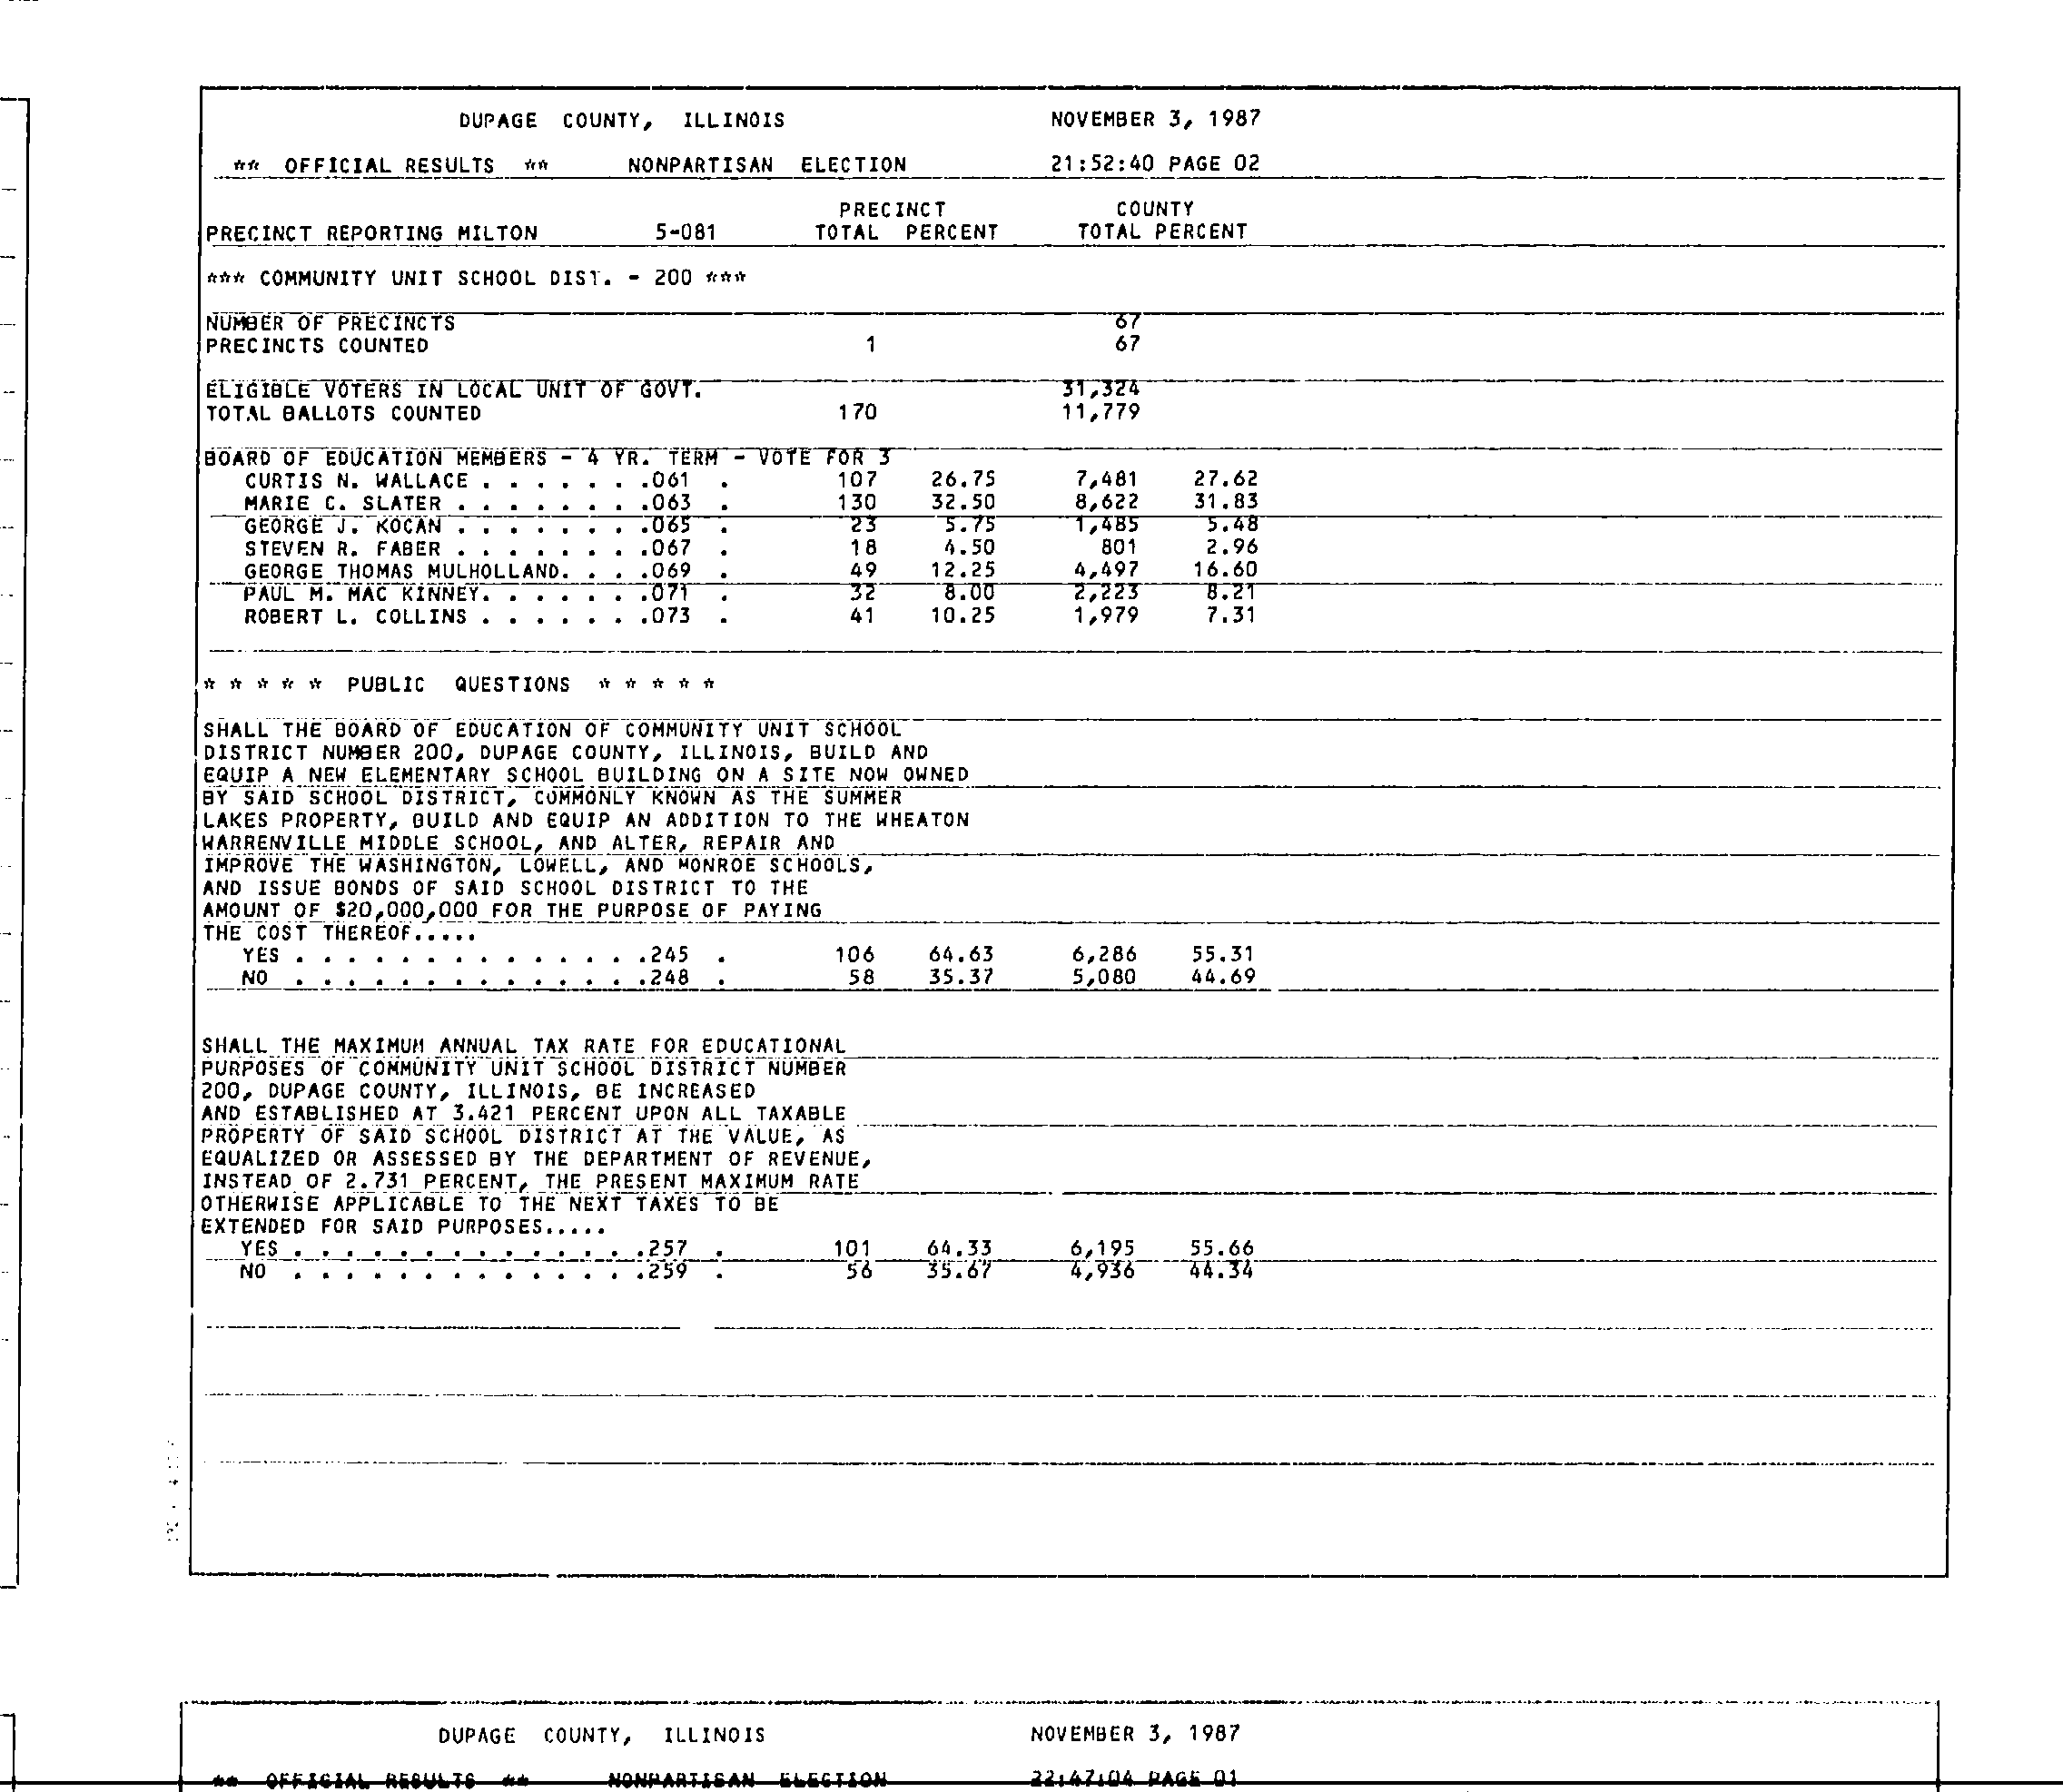 DUPAGE COUNTY, ILLINOIS NOVEMBER 3, 1987
** OFFICIAL RESULTS ** NONPARTISAN ELECTION 21:52:40 PAGE 02
PRECINCT COUNTY
PRECINCT REPORTING MILTON 5-081 TOTAL PERCENT TOTAL PERCENT
*** COMMUNITY UNIT SCHOOL DIST. - 200 ***
NUMBER OF PRECINCTS 67
PRECINCTS COUNTED 1 67
ELIGIBLE VOTERS IN LOCAL UNIT OF GOVT. 31,324
TOTAL BALLOTS COUNTED 170 11,779
BOARD OF EDUCATION MEMBERS - 4 YR. TERM - VOTE FOR 3
CURTIS N. WALLACE . . . . . . .061 . 107 26.75 7,481 27.62
MARIE C. SLATER . . . . . . . .063 . 130 32.50 8,622 31.83
GEORGE J. KOCAN . . . . . . . .065 . 23 5.75 1,485 5.48
STEVEN R. FABER . . . . . . . .067 . 18 4.50 801 2.96
GEORGE THOMAS MULHOLLAND. . . .069 . 49 12.25 4,497 16.60
PAUL M. MAC KINNEY. . . . . . .071 . 32 8.00 2,223 8.21
ROBERT L. COLLINS . . . . . . .073 . 41 10.25 1,979 7.31
* * * * * PUBLIC QUESTIONS * * * * *
SHALL THE BOARD OF EDUCATION OF COMMUNITY UNIT SCHOOL
DISTRICT NUMBER 200, DUPAGE COUNTY, ILLINOIS, BUILD AND
EQUIP A NEW ELEMENTARY SCHOOL BUILDING ON A SITE NOW OWNED
BY SAID SCHOOL DISTRICT, COMMONLY KNOWN AS THE SUMMER
LAKES PROPERTY, BUILD AND EQUIP AN ADDITION TO THE WHEATON
WARRENVILLE MIDDLE SCHOOL, AND ALTER, REPAIR AND
IMPROVE THE WASHINGTON, LOWELL, AND MONROE SCHOOLS,
AND ISSUE BONDS OF SAID SCHOOL DISTRICT TO THE
AMOUNT OF $20,000,000 FOR THE PURPOSE OF PAYING
THE COST THEREOF.....
YES . . . . . . . . . . . . . .245 . 106 64.63 6,286 55.31
NO . . . . . . . . . . . . . .248 . 58 35.37 5,080 44.69
SHALL THE MAXIMUM ANNUAL TAX RATE FOR EDUCATIONAL
PURPOSES OF COMMUNITY UNIT SCHOOL DISTRICT NUMBER
200, DUPAGE COUNTY, ILLINOIS, BE INCREASED
AND ESTABLISHED AT 3.421 PERCENT UPON ALL TAXABLE
PROPERTY OF SAID SCHOOL DISTRICT AT THE VALUE, AS
EQUALIZED OR ASSESSED BY THE DEPARTMENT OF REVENUE,
INSTEAD OF 2.731 PERCENT, THE PRESENT MAXIMUM RATE
OTHERWISE APPLICABLE TO THE NEXT TAXES TO BE
EXTENDED FOR SAID PURPOSES.....
YES . . . . . . . . . . . . . .257 . 101 64.33 6,195 55.66
NO . . . . . . . . . . . . . .259 . 56 35.67 4,936 44.34
DUPAGE COUNTY, ILLINOIS NOVEMBER 3, 1987
** OFFICIAL RESULTS ** NONPARTISAN ELECTION 22:47:04 PAGE 01